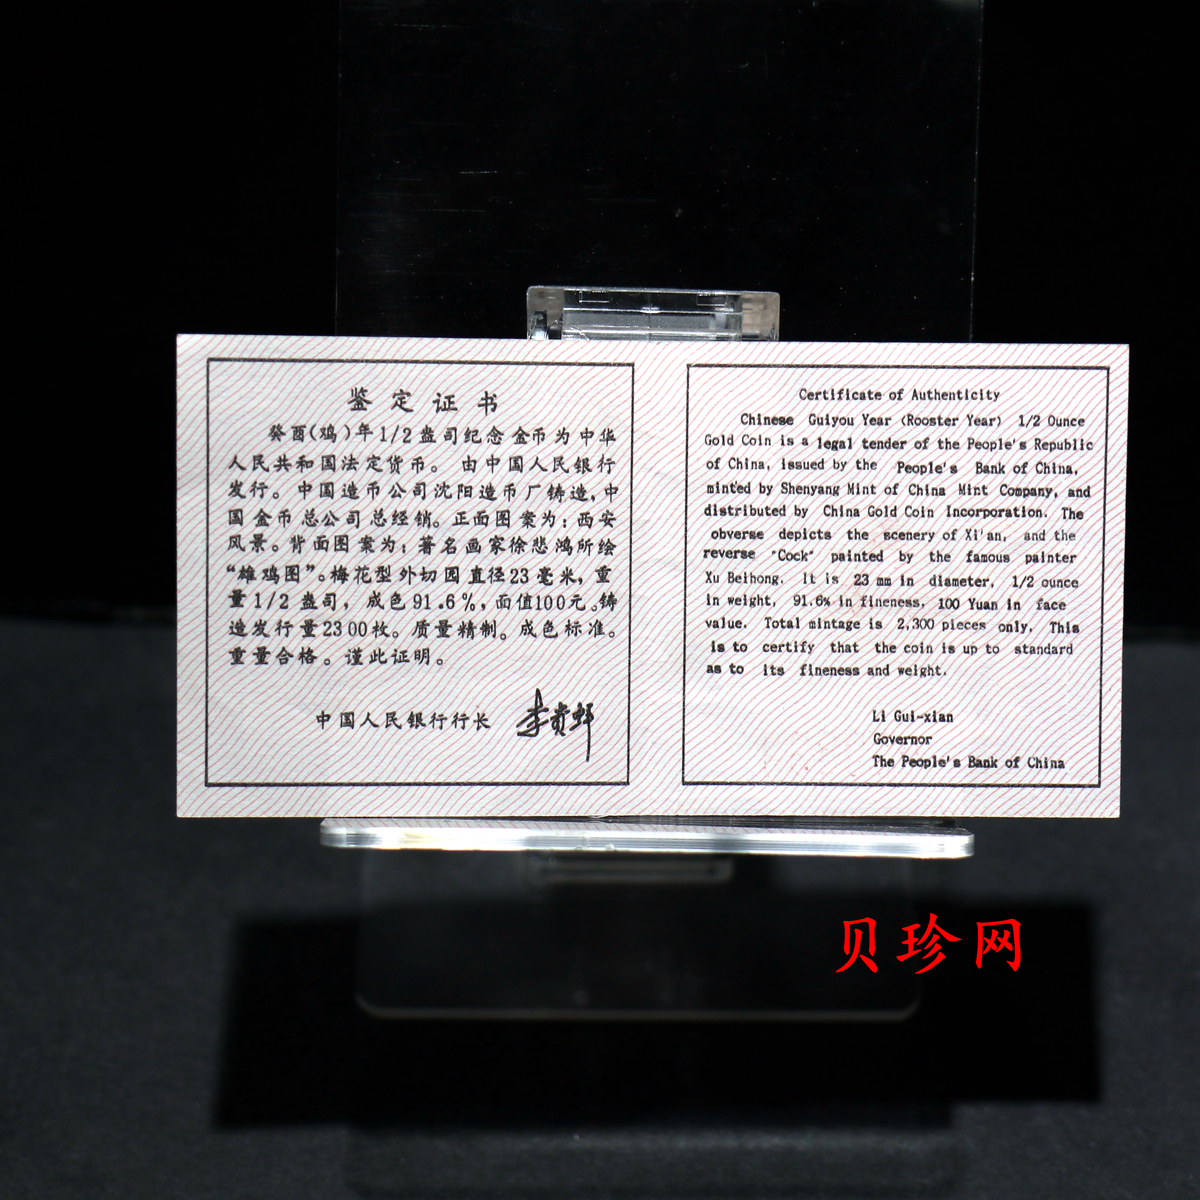 鉴定证书
癸酉(鸡)年1/2盎司纪念金币为中华
人民共和国法定货币。由中国人民银行
发行。中国造币公司沈阳造币厂铸造,中
国金币总公司总经销。正面图案为:西安
风景。背面图案为:著名画家徐悲鸿所绘
“雄鸡图”。梅花型外切园直径23毫米,重
量1/2盎司,成色91.6%,面值100元。铸
造发行量2300枚。质量精制。成色标准。
重量合格。谨此证明。
中国人民银行行长 李贵鲜
Certificate of Authenticity
Chinese Guiyou Year (Rooster Year) 1/2 Ounce
Gold Coin is a legal tender of the People's Republic
of China, issued by the People's Bank of China,
minted by Shenyang Mint of China Mint Company, and
distributed by China Gold Coin Incorporation. The
obverse depicts the scenery of Xi'an, and the
reverse "Cock" painted by the famous painter
Xu Beihong. It is 23 mm in diameter, 1/2 ounce
in weight, 91.6% in fineness, 100 Yuan in face
value. Total mintage is 2,300 pieces only. This
is to certify that the coin is up to standard
as to its fineness and weight.
Li Gui-xian
Governor
The People's Bank of China
贝珍网